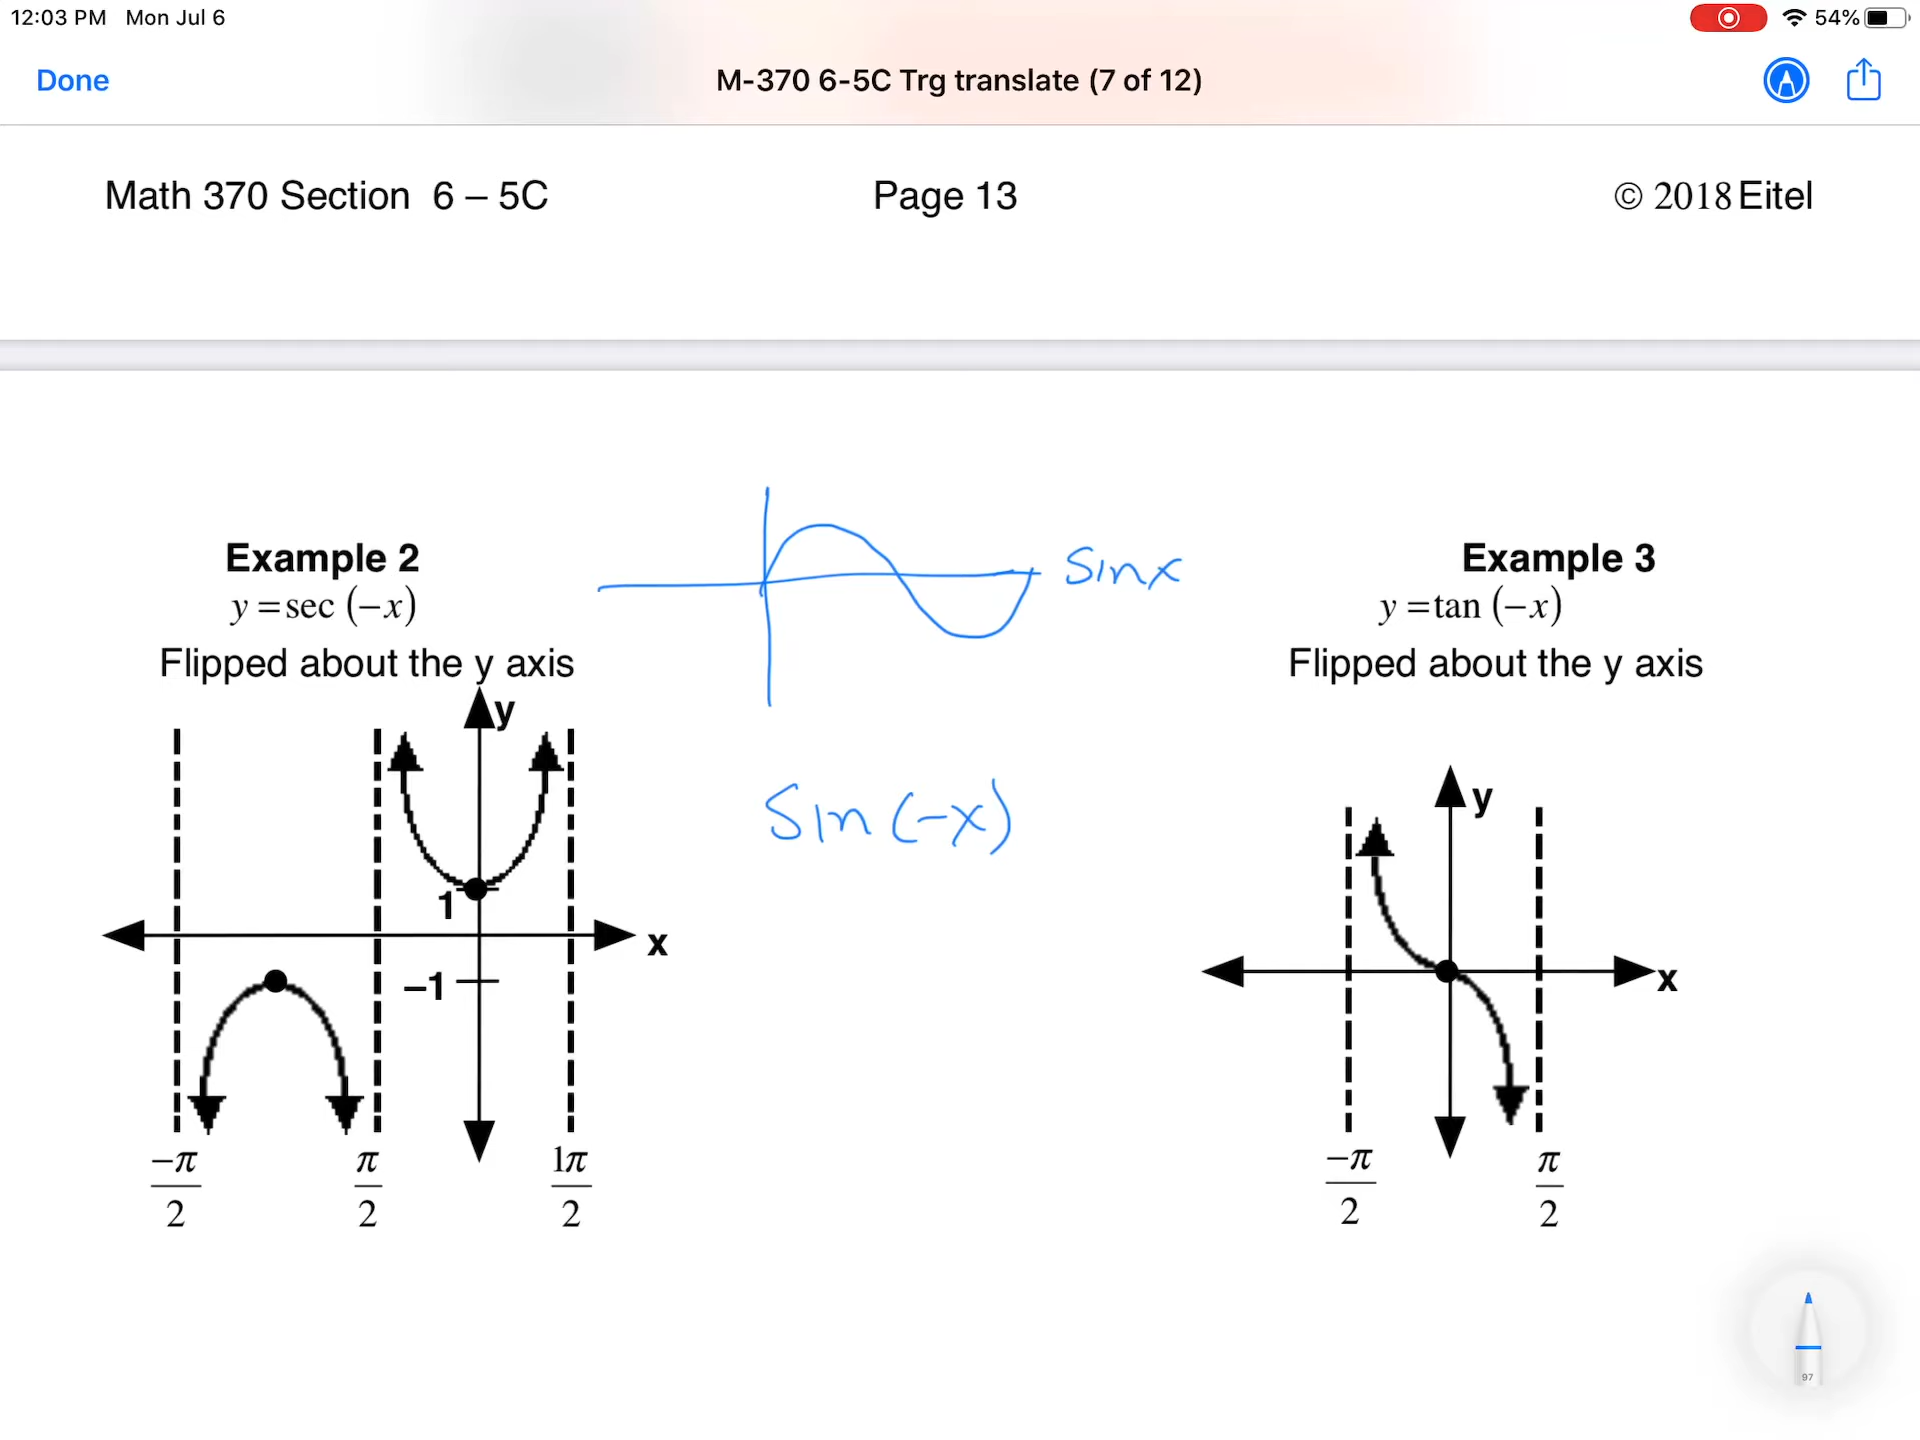 12:03 PM Mon Jul 6
54%
Done
M-370 6-5C Trg translate (7 of 12)
Math 370 Section 6 – 5C
Page 13
© 2018 Eitel
Example 2
y = sec (−x)
Flipped about the y axis
y
1
−1
x
−π/2
π/2
1π/2
sinx
Sin (−x)
Example 3
y = tan (−x)
Flipped about the y axis
y
x
−π/2
π/2
97